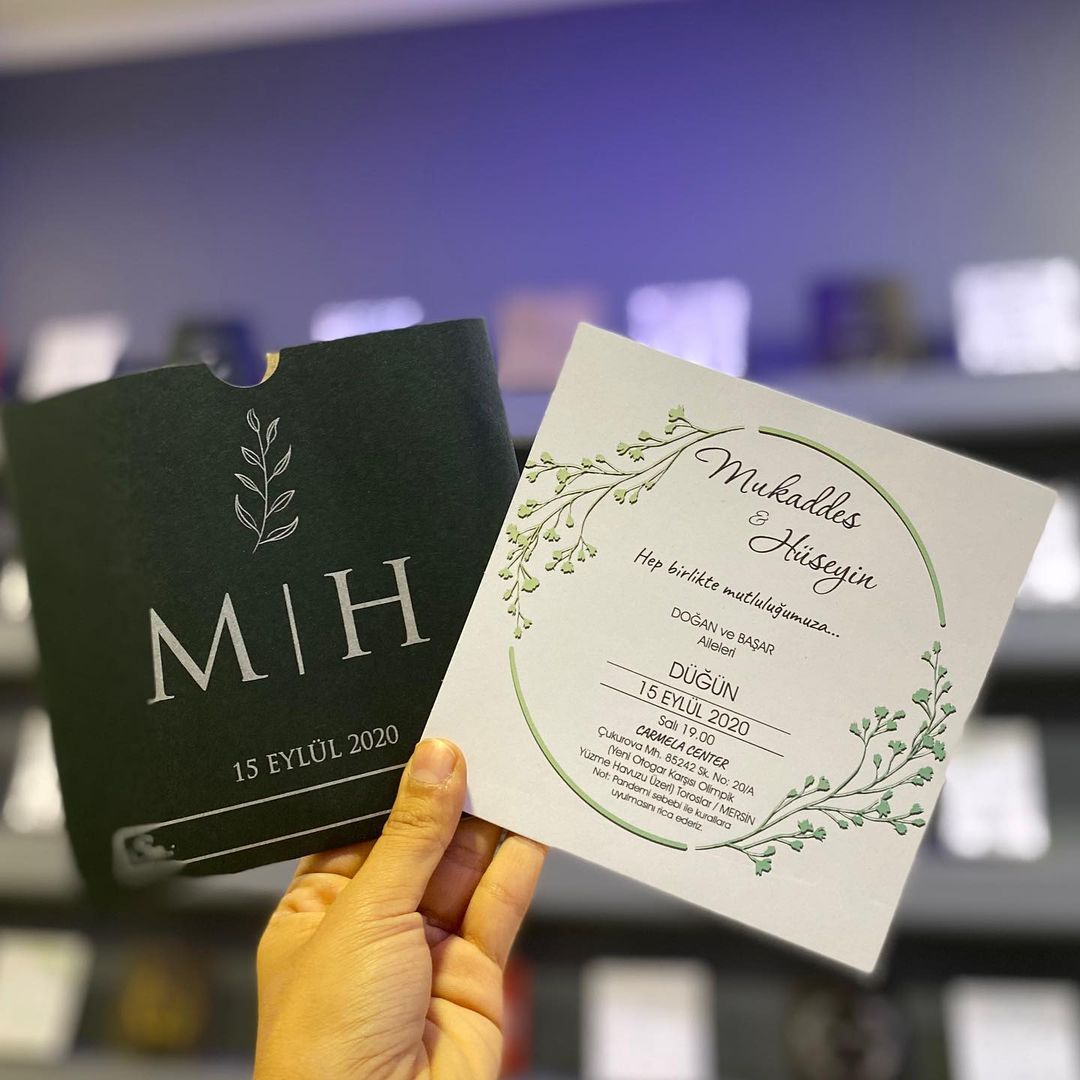 M|H
15 EYLÜL 2020
S..:
Mukaddes
&
Hüseyin
Hep birlikte mutluluğumuza...
DOĞAN ve BAŞAR
Aileleri
DÜĞÜN
15 EYLÜL 2020
Salı 19.00
CARMELA CENTER
Çukurova Mh. 85242 Sk. No: 20/A
(Yeni Otogar Karşısı Olimpik
Yüzme Havuzu Üzeri) Toroslar / MERSİN
Not: Pandemi sebebi ile kurallara
uyulmasını rica ederiz.